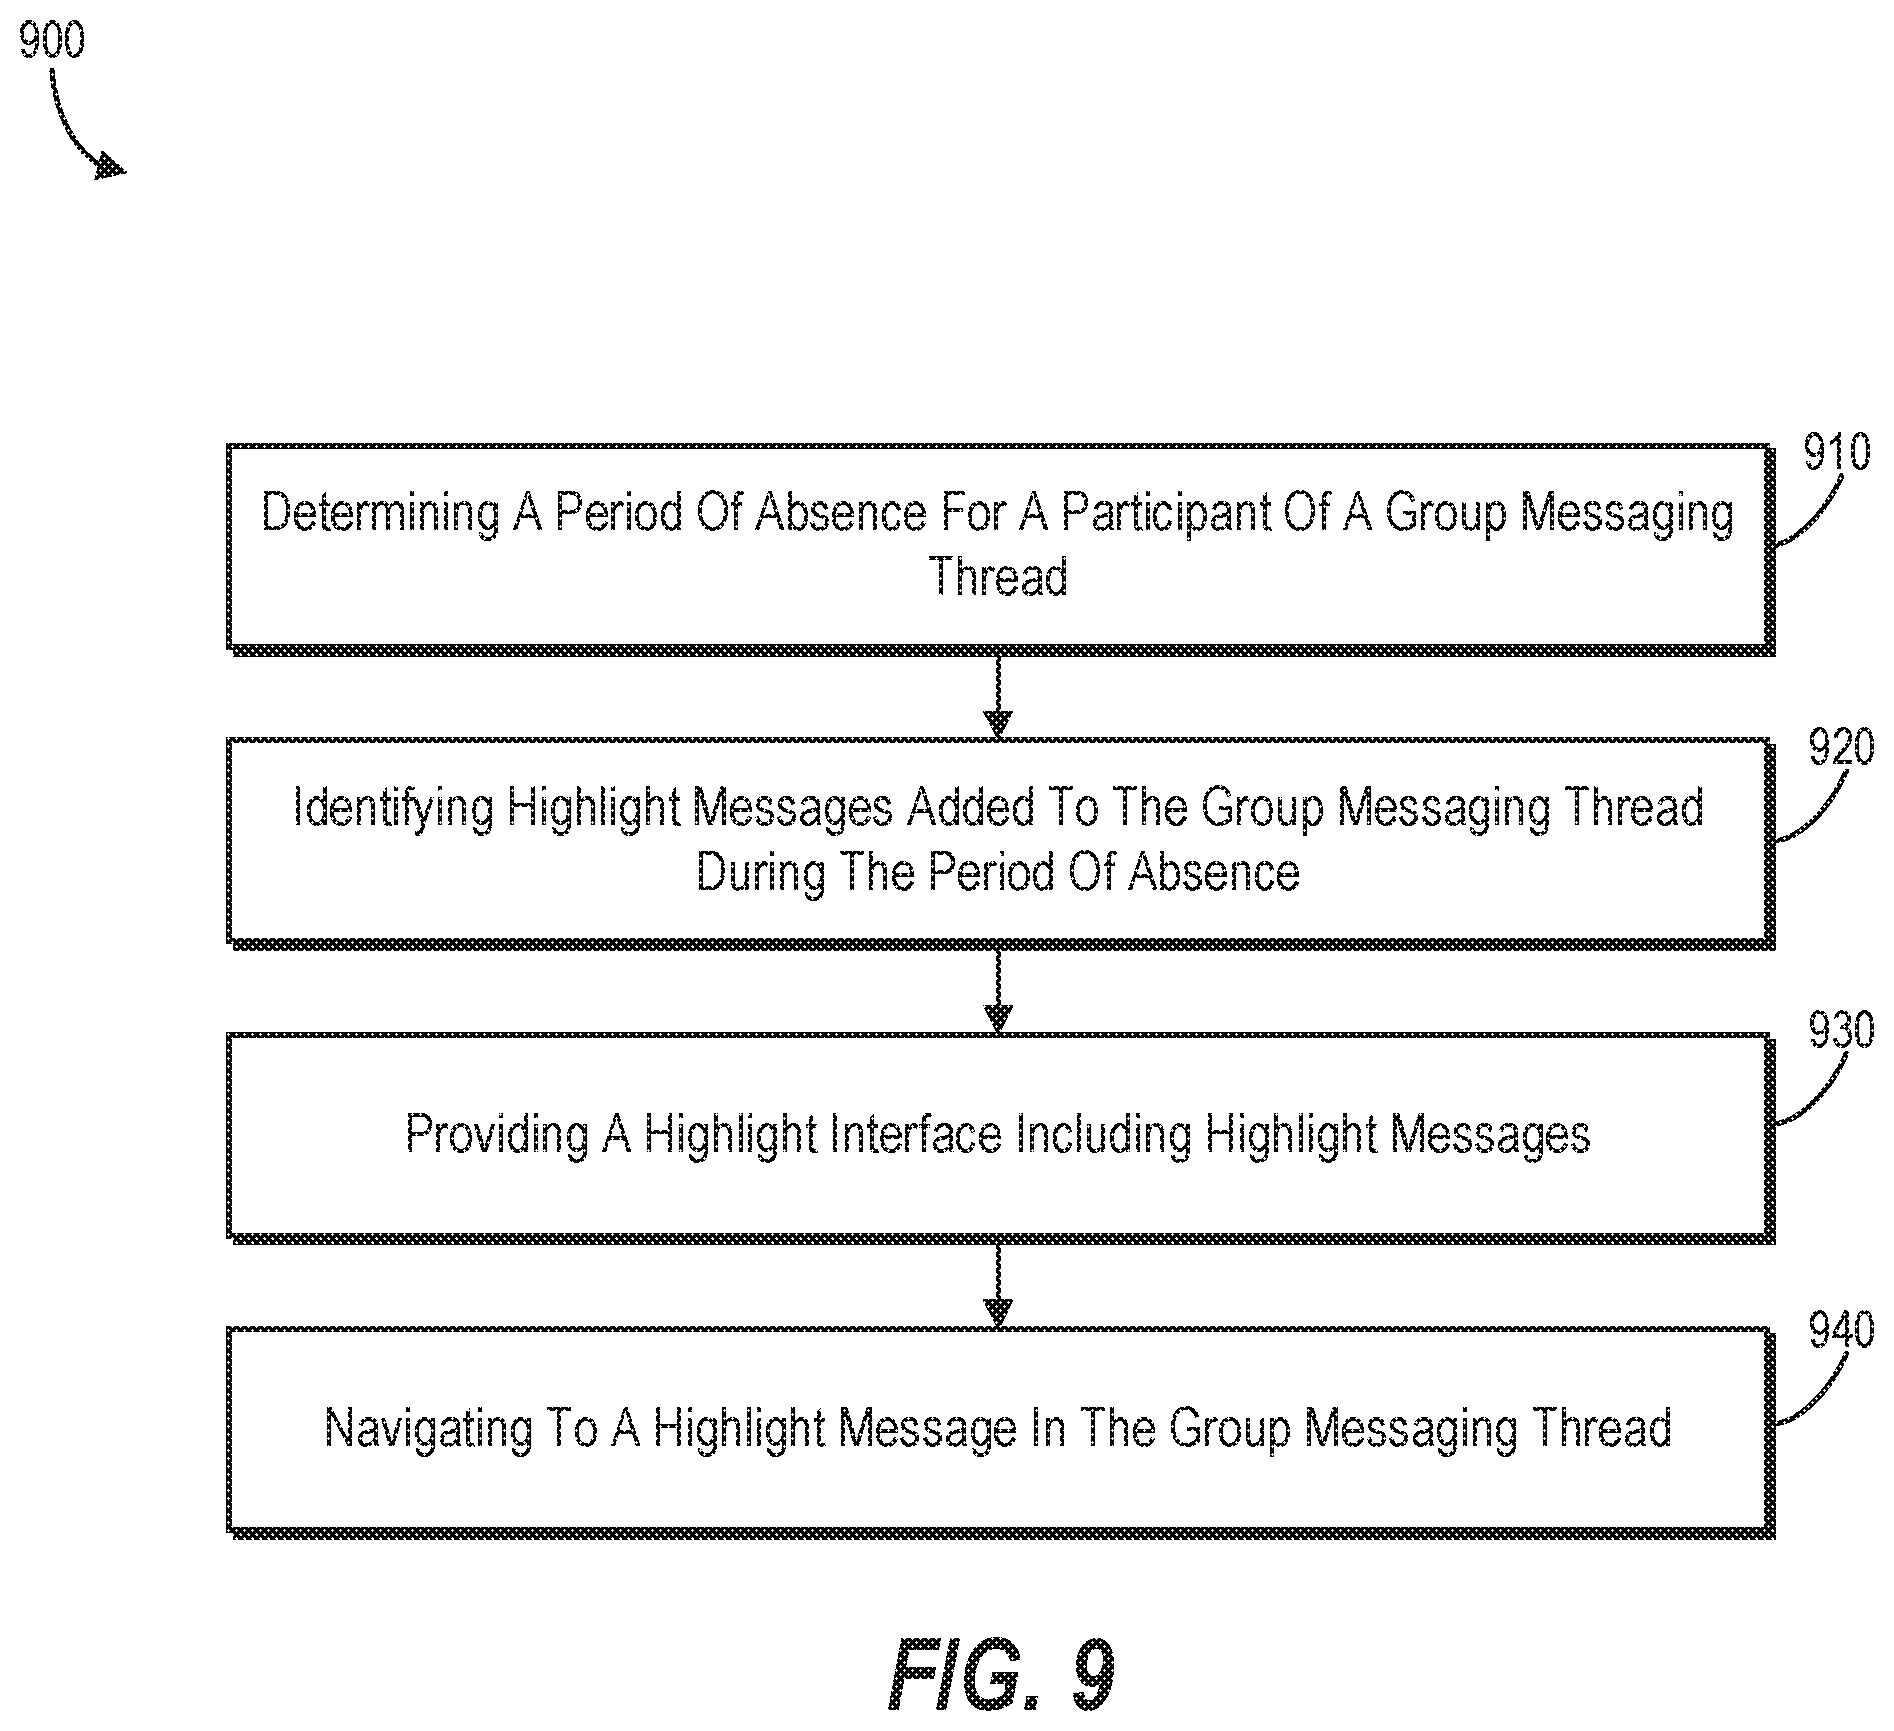 900
910
Determining A Period Of Absence For A Participant Of A Group Messaging
Thread
920
Identifying Highlight Messages Added To The Group Messaging Thread
During The Period Of Absence
930
Providing A Highlight Interface Including Highlight Messages
940
Navigating To A Highlight Message In The Group Messaging Thread
FIG. 9